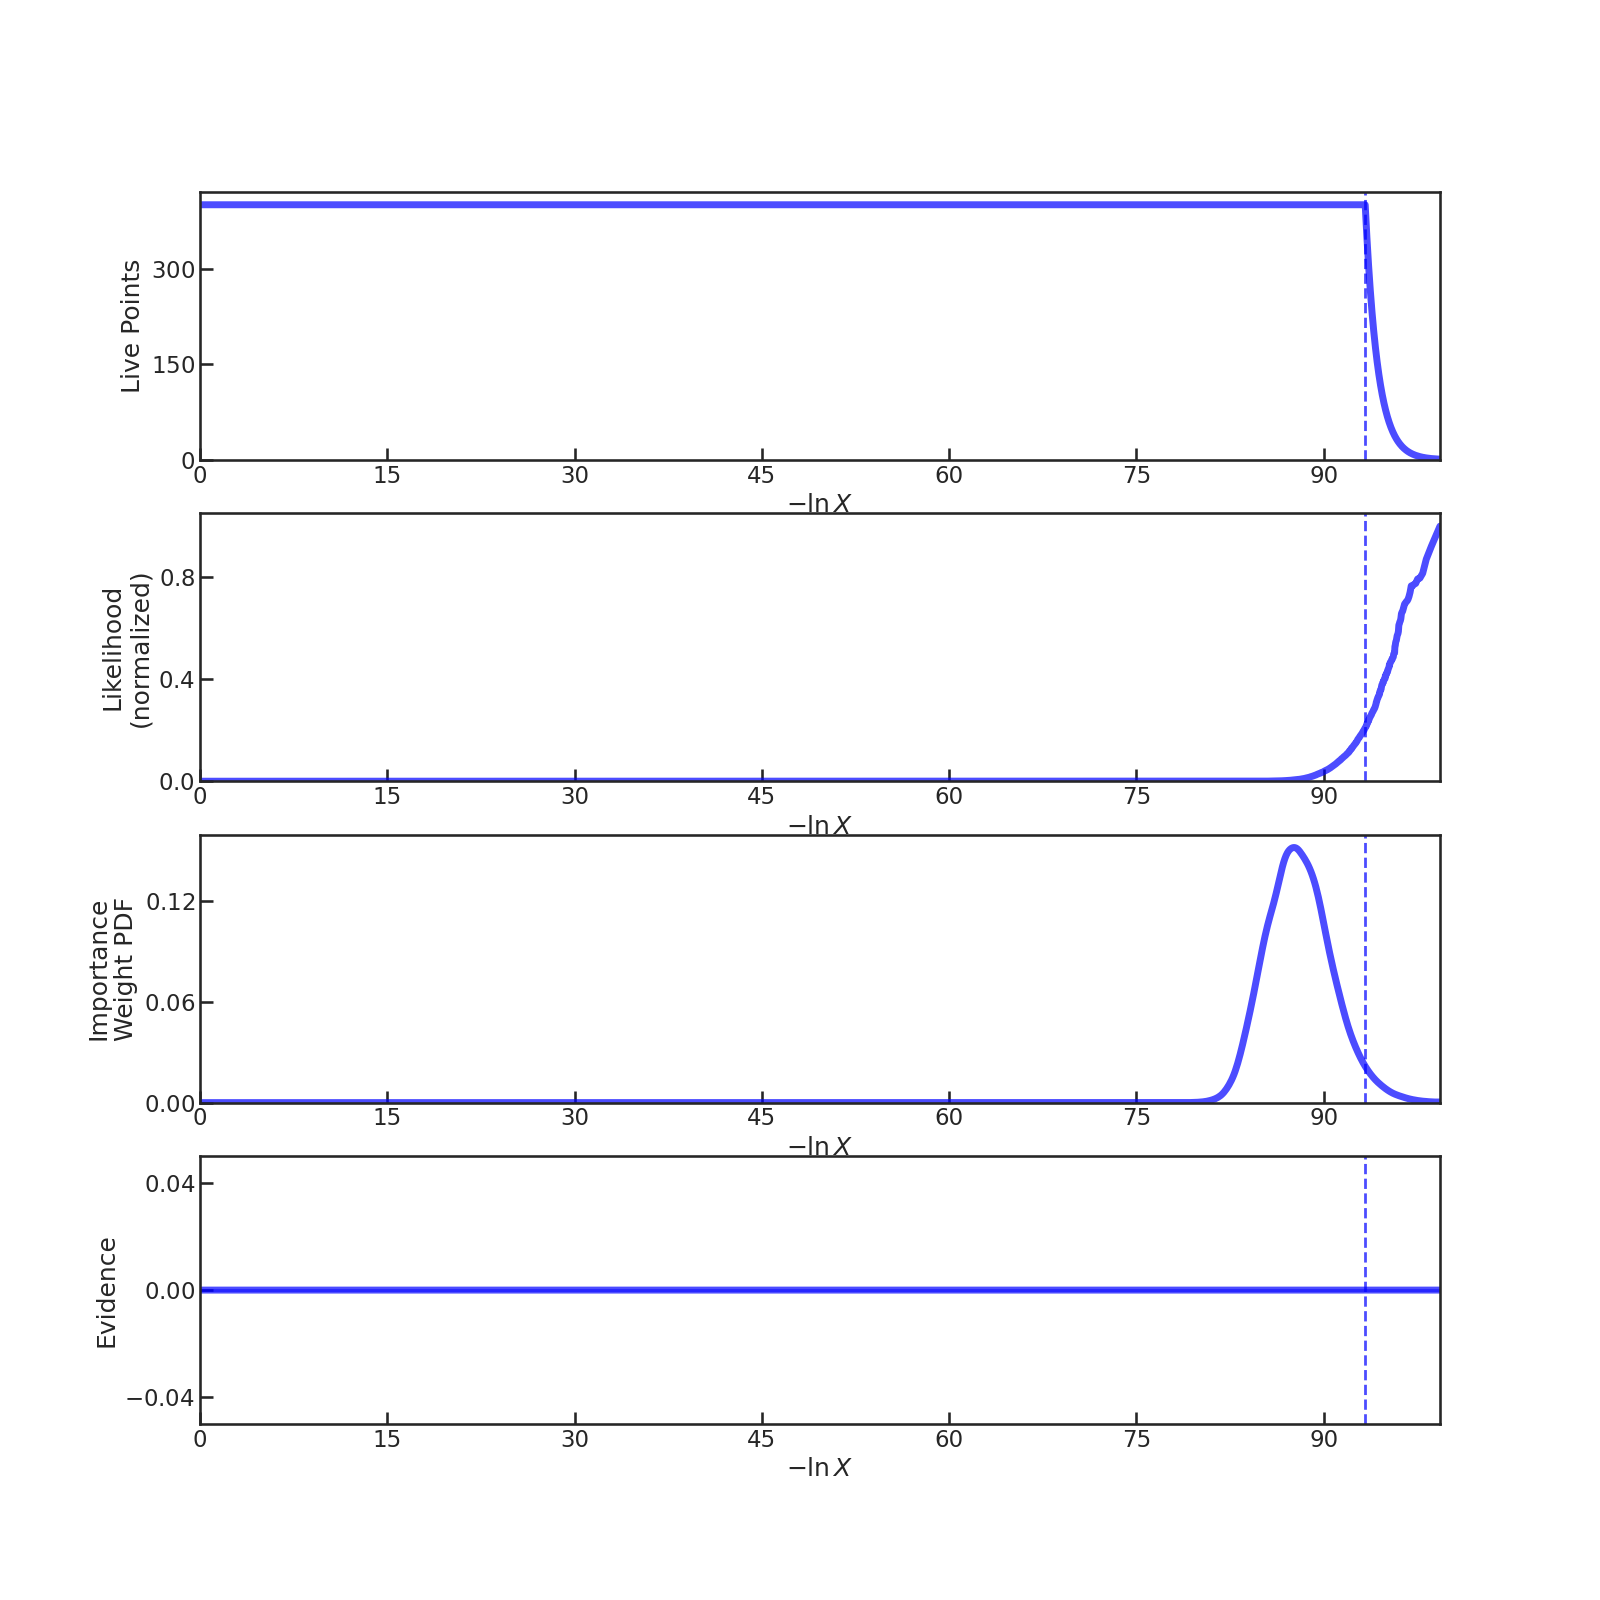 Live Points
300
150
0
0 15 30 45 60 75 90
−ln X
Likelihood
(normalized)
0.8
0.4
0.0
0 15 30 45 60 75 90
−ln X
Importance
Weight PDF
0.12
0.06
0.00
0 15 30 45 60 75 90
−ln X
Evidence
0.04
0.00
−0.04
0 15 30 45 60 75 90
−ln X